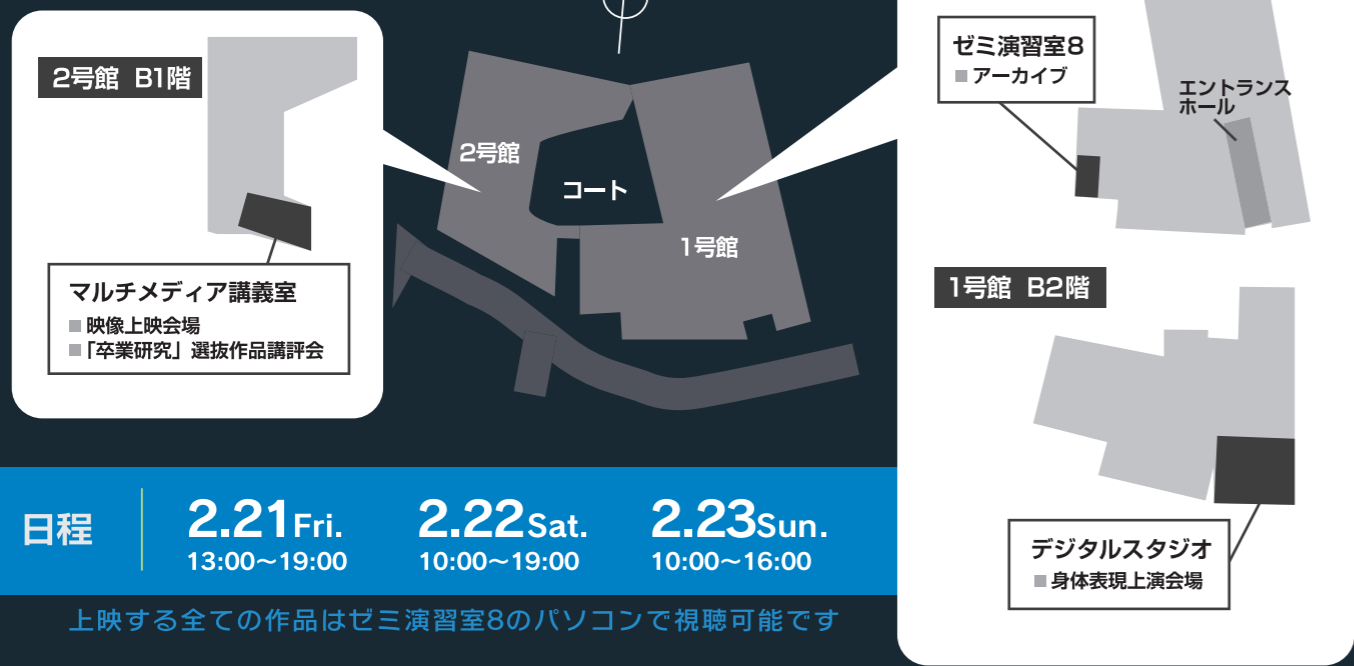 2号館 B1階
マルチメディア講義室
■ 映像上映会場
■「卒業研究」選抜作品講評会
2号館
コート
1号館
ゼミ演習室8
■ アーカイブ
エントランス
ホール
1号館 B2階
デジタルスタジオ
■ 身体表現上演会場
日程
2.21Fri.
13:00〜19:00
2.22Sat.
10:00〜19:00
2.23Sun.
10:00〜16:00
上映する全ての作品はゼミ演習室8のパソコンで視聴可能です